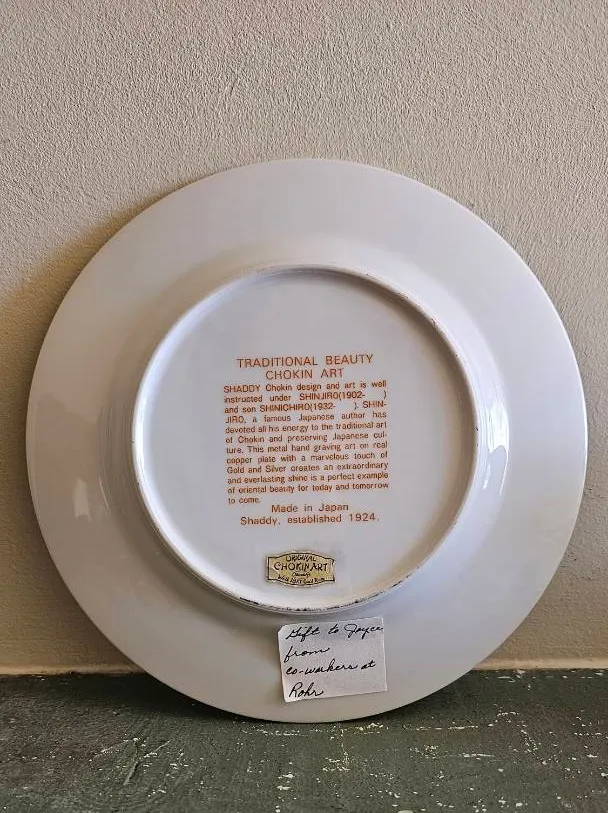 TRADITIONAL BEAUTY
CHOKIN ART
SHADDY Chokin design and art is well
instructed under SHINJIRO(1902-    )
and son SHINICHIRO(1932-    ). SHIN-
JIRO, a famous Japanese author has
devoted all his energy to the traditional art
of Chokin and preserving Japanese cul-
ture. This metal hand graving art on real
copper plate with a marvelous touch of
Gold and Silver creates an extraordinary
and everlasting shine is a perfect example
of oriental beauty for today and tomorrow
to come.
Made in Japan
Shaddy, established 1924.
ORIGINAL
CHOKIN ART
Gift to Joyce
from
co-workers at
Rohr